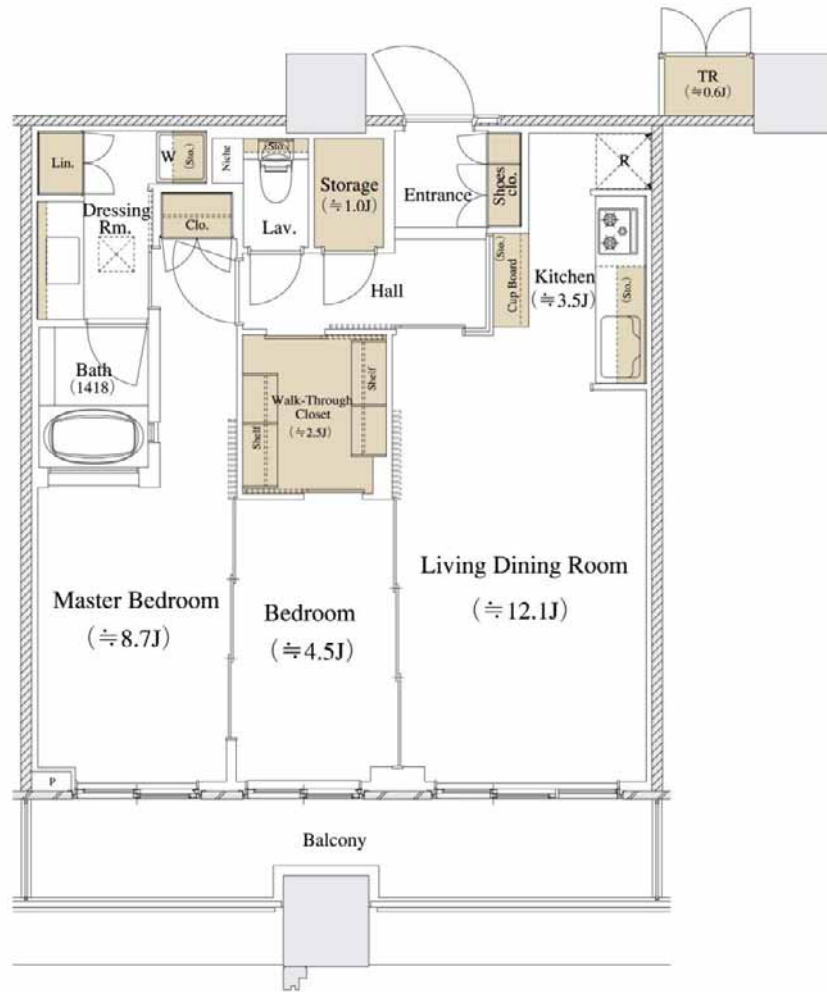 TR
(≒0.6J)
Lin.
W
(Sto.)
Niche
(Sto.)
Storage
(≒1.0J)
Entrance
Shoes
clo.
R
Dressing
Rm.
Clo.
Lav.
Hall
(Sto.)
Cup Board
Kitchen
(≒3.5J)
(Sto.)
Bath
(1418)
Shelf
Walk-Through
Closet
(≒2.5J)
Shelf
Living Dining Room
(≒12.1J)
Master Bedroom
(≒8.7J)
Bedroom
(≒4.5J)
P
Balcony